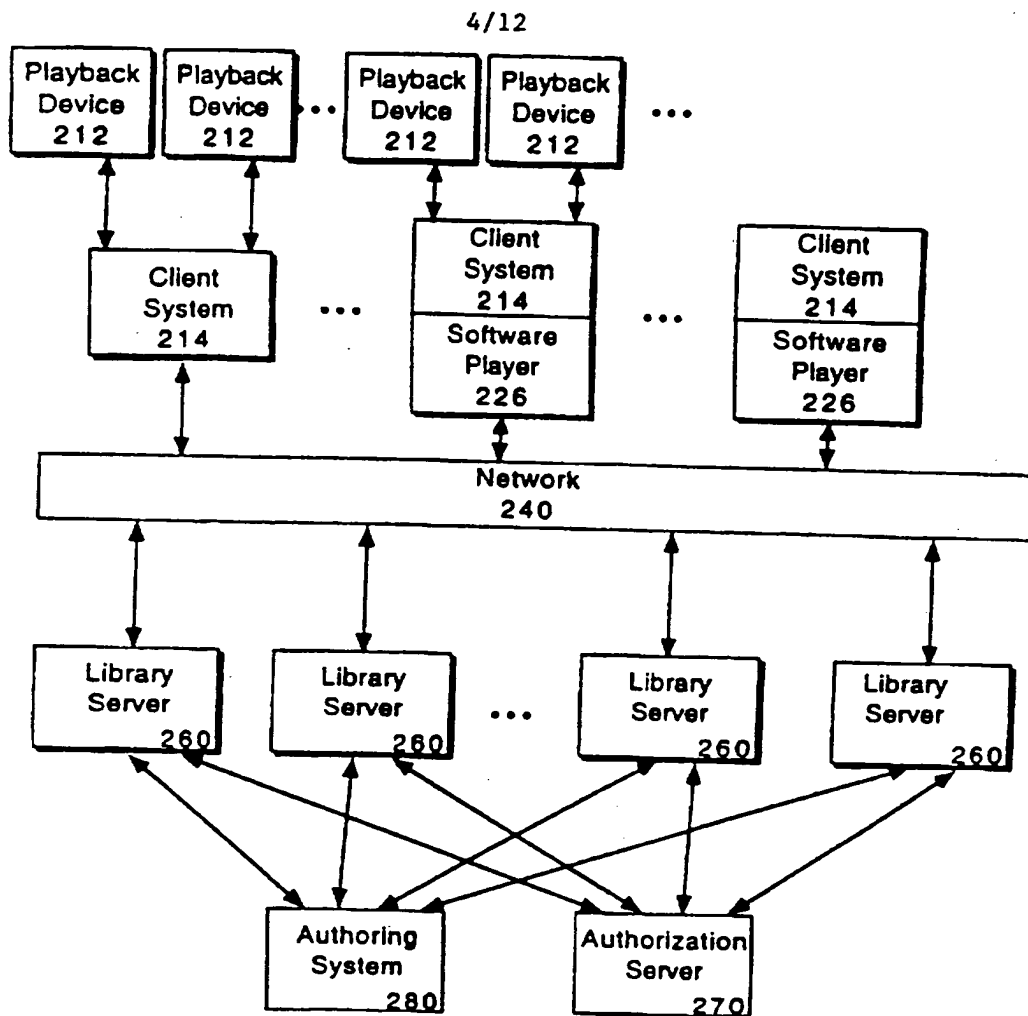 4/12
Playback
Device
212
Playback
Device
212
...
Playback
Device
212
Playback
Device
212
...
Client
System
214
...
Client
System
214
Software
Player
226
...
Client
System
214
Software
Player
226
Network
240
Library
Server
260
Library
Server
260
...
Library
Server
260
Library
Server
260
Authoring
System
280
Authorization
Server
270